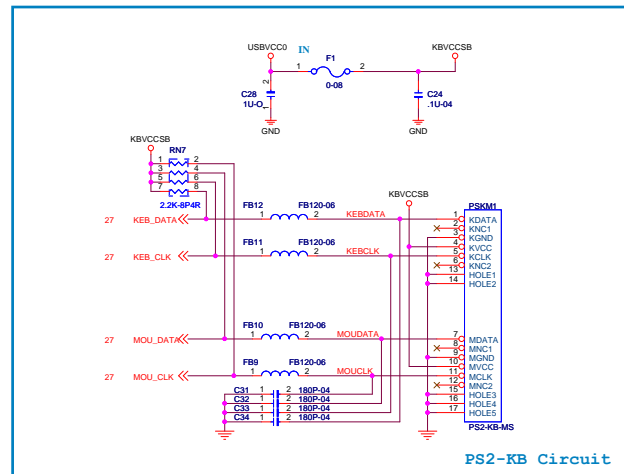 USBVCC0 IN KBVCCSB
F1
1 2
0-08
2
C28
1U-O
1
C24
.1U-04
GND GND
KBVCCSB
RN7
1 2
3 4
5 6
7 8
2.2K-8P4R
KBVCCSB
PSKM1
27 KEB_DATA FB12 1 2 FB120-06 KEBDATA 1 KDATA
2 KNC1
3 KGND
4 KVCC
27 KEB_CLK FB11 1 2 FB120-06 KEBCLK 5 KCLK
6 KNC2
13 HOLE1
14 HOLE2
27 MOU_DATA FB10 1 2 FB120-06 MOUDATA 7 MDATA
8 MNC1
9 MGND
10 MVCC
27 MOU_CLK FB9 1 2 FB120-06 MOUCLK 11 MCLK
12 MNC2
15 HOLE3
16 HOLE4
17 HOLE5
C31 1 2 180P-04
C32 1 2 180P-04
C33 1 2 180P-04
C34 1 2 180P-04
PS2-KB-MS
PS2-KB Circuit